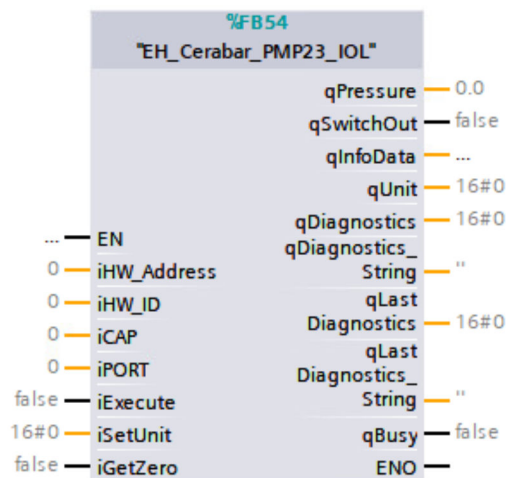 %FB54
"EH_Cerabar_PMP23_IOL"
qPressure 0.0
qSwitchOut false
qInfoData ...
qUnit 16#0
qDiagnostics 16#0
... EN
qDiagnostics_
String ''
0 iHW_Address
0 iHW_ID
qLast
Diagnostics 16#0
0 iCAP
0 iPORT
qLast
Diagnostics_
String ''
false iExecute
16#0 iSetUnit
qBusy false
false iGetZero
ENO